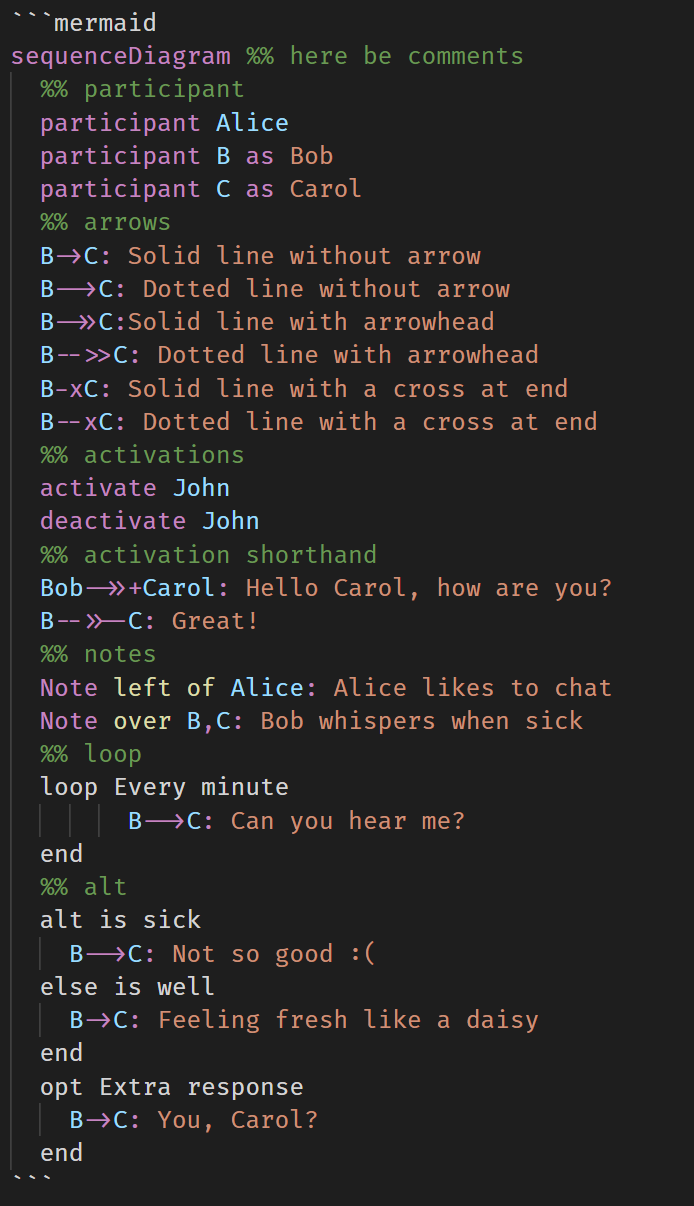 ```mermaid
sequenceDiagram %% here be comments
%% participant
participant Alice
participant B as Bob
participant C as Carol
%% arrows
B->C: Solid line without arrow
B-->C: Dotted line without arrow
B->>C:Solid line with arrowhead
B-->>C: Dotted line with arrowhead
B-xC: Solid line with a cross at end
B--xC: Dotted line with a cross at end
%% activations
activate John
deactivate John
%% activation shorthand
Bob->>+Carol: Hello Carol, how are you?
B-->>-C: Great!
%% notes
Note left of Alice: Alice likes to chat
Note over B,C: Bob whispers when sick
%% loop
loop Every minute
B-->C: Can you hear me?
end
%% alt
alt is sick
B-->C: Not so good :(
else is well
B->C: Feeling fresh like a daisy
end
opt Extra response
B->C: You, Carol?
end
```